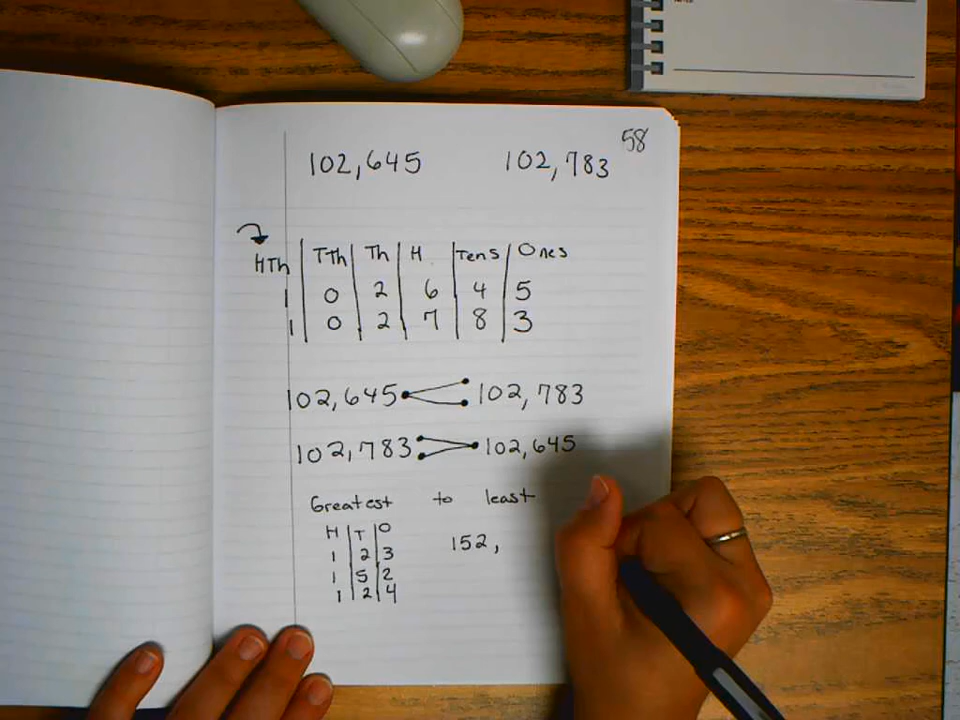 58
102,645 102,783
HTh TTh Th H Tens Ones
1 0 2 6 4 5
1 0 2 7 8 3
102,645 < 102,783
102,783 > 102,645
Greatest to least
H T O
1 2 3 152,
1 5 2
1 2 4